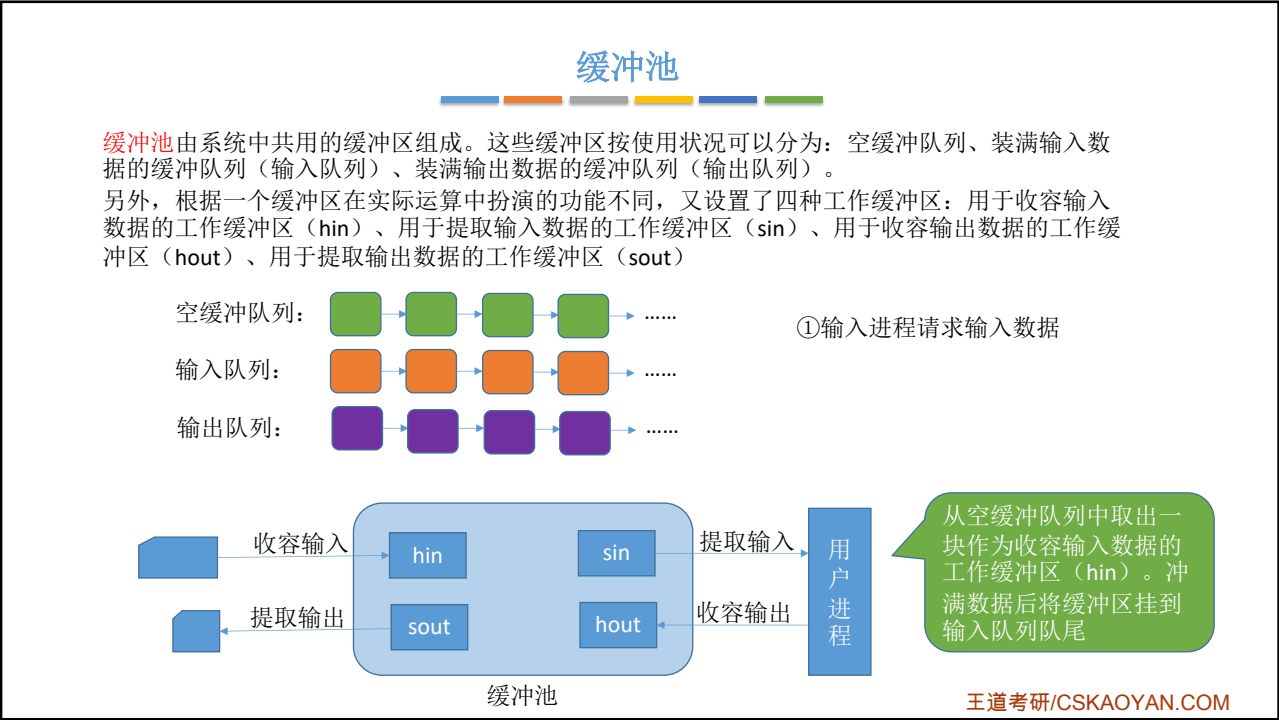 缓冲池
缓冲池由系统中共用的缓冲区组成。这些缓冲区按使用状况可以分为：空缓冲队列、装满输入数
据的缓冲队列（输入队列）、装满输出数据的缓冲队列（输出队列）。
另外，根据一个缓冲区在实际运算中扮演的功能不同，又设置了四种工作缓冲区：用于收容输入
数据的工作缓冲区（hin）、用于提取输入数据的工作缓冲区（sin）、用于收容输出数据的工作缓
冲区（hout）、用于提取输出数据的工作缓冲区（sout）
空缓冲队列：
……
①输入进程请求输入数据
输入队列：
……
输出队列：
……
收容输入
hin
sin
提取输入
提取输出
sout
hout
收容输出
用
户
进
程
从空缓冲队列中取出一
块作为收容输入数据的
工作缓冲区（hin）。冲
满数据后将缓冲区挂到
输入队列队尾
缓冲池
王道考研/CSKAOYAN.COM